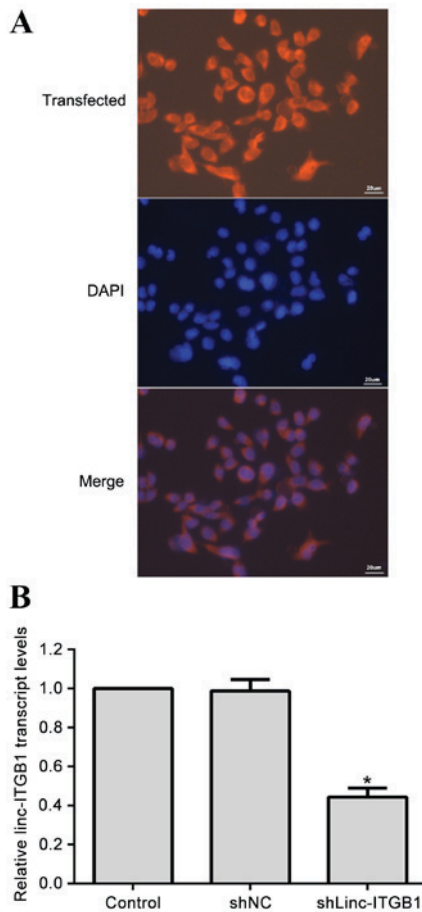 A
Transfected
20μm
DAPI
20μm
Merge
20μm
B
Relative linc-ITGB1 transcript levels
1.2
1.0
0.8
0.6
0.4
0.2
0.0
*
Control
shNC
shLinc-ITGB1